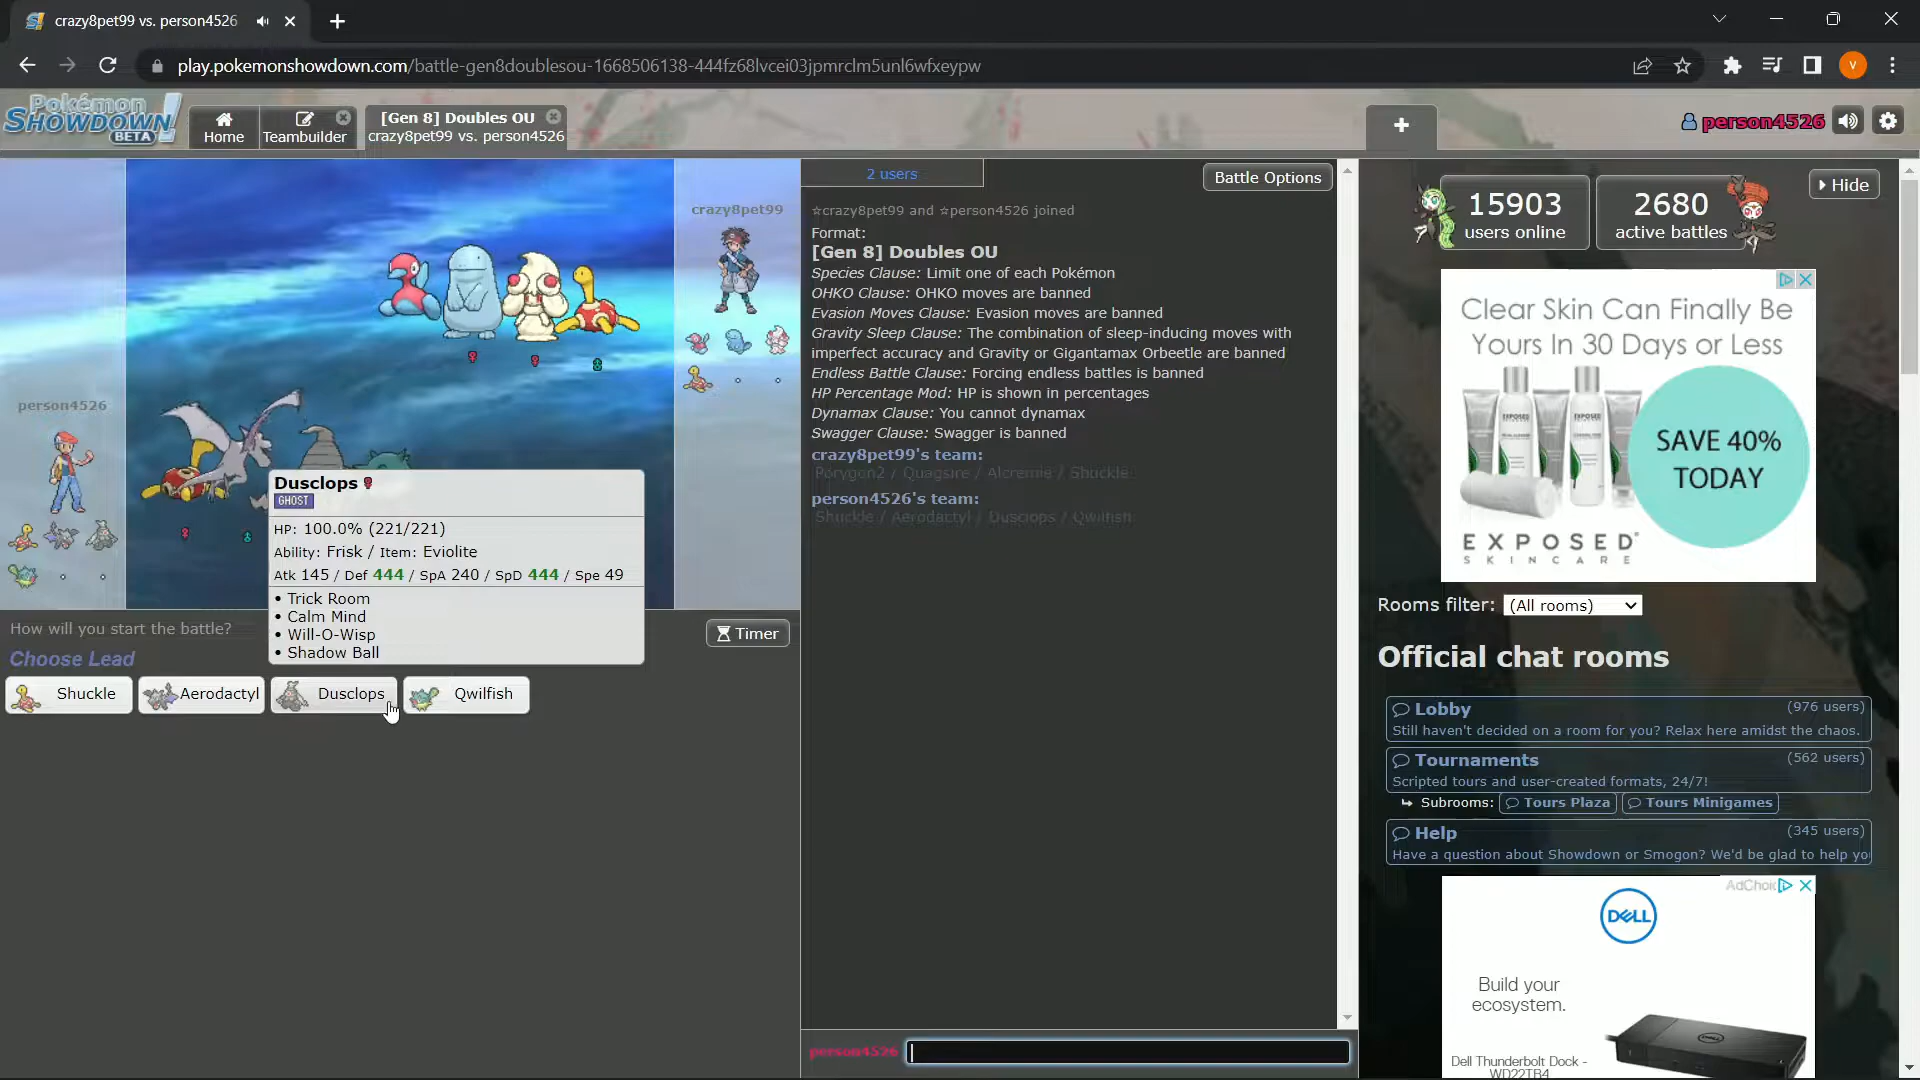 crazy8pet99 vs. person4526
play.pokemonshowdown.com/battle-gen8doublesou-1668506138-444fz68lvcei03jpmrclm5unl6wfxeypw
V
Pokémon
SHOWDOWN!
BETA
Home
Teambuilder
[Gen 8] Doubles OU
crazy8pet99 vs. person4526
+
person4526
crazy8pet99
person4526
Dusclops
GHOST
HP: 100.0% (221/221)
Ability: Frisk / Item: Eviolite
Atk 145 / Def 444 / SpA 240 / SpD 444 / Spe 49
• Trick Room
• Calm Mind
• Will-O-Wisp
• Shadow Ball
How will you start the battle?
Timer
Choose Lead
Shuckle
Aerodactyl
Dusclops
Qwilfish
2 users
Battle Options
☆crazy8pet99 and ☆person4526 joined
Format:
[Gen 8] Doubles OU
Species Clause: Limit one of each Pokémon
OHKO Clause: OHKO moves are banned
Evasion Moves Clause: Evasion moves are banned
Gravity Sleep Clause: The combination of sleep-inducing moves with
imperfect accuracy and Gravity or Gigantamax Orbeetle are banned
Endless Battle Clause: Forcing endless battles is banned
HP Percentage Mod: HP is shown in percentages
Dynamax Clause: You cannot dynamax
Swagger Clause: Swagger is banned
crazy8pet99's team:
Porygon2 / Quagsire / Alcremie / Shuckle
person4526's team:
Shuckle / Aerodactyl / Dusclops / Qwilfish
person4526
15903
users online
2680
active battles
Hide
Clear Skin Can Finally Be
Yours In 30 Days or Less
SAVE 40%
TODAY
EXPOSED
SKINCARE
Rooms filter: (All rooms)
Official chat rooms
Lobby (976 users)
Still haven't decided on a room for you? Relax here amidst the chaos.
Tournaments (562 users)
Scripted tours and user-created formats, 24/7!
Subrooms: Tours Plaza Tours Minigames
Help (345 users)
Have a question about Showdown or Smogon? We'd be glad to help yo
AdChoic
DELL
Build your
ecosystem.
Dell Thunderbolt Dock -
WD22TB4